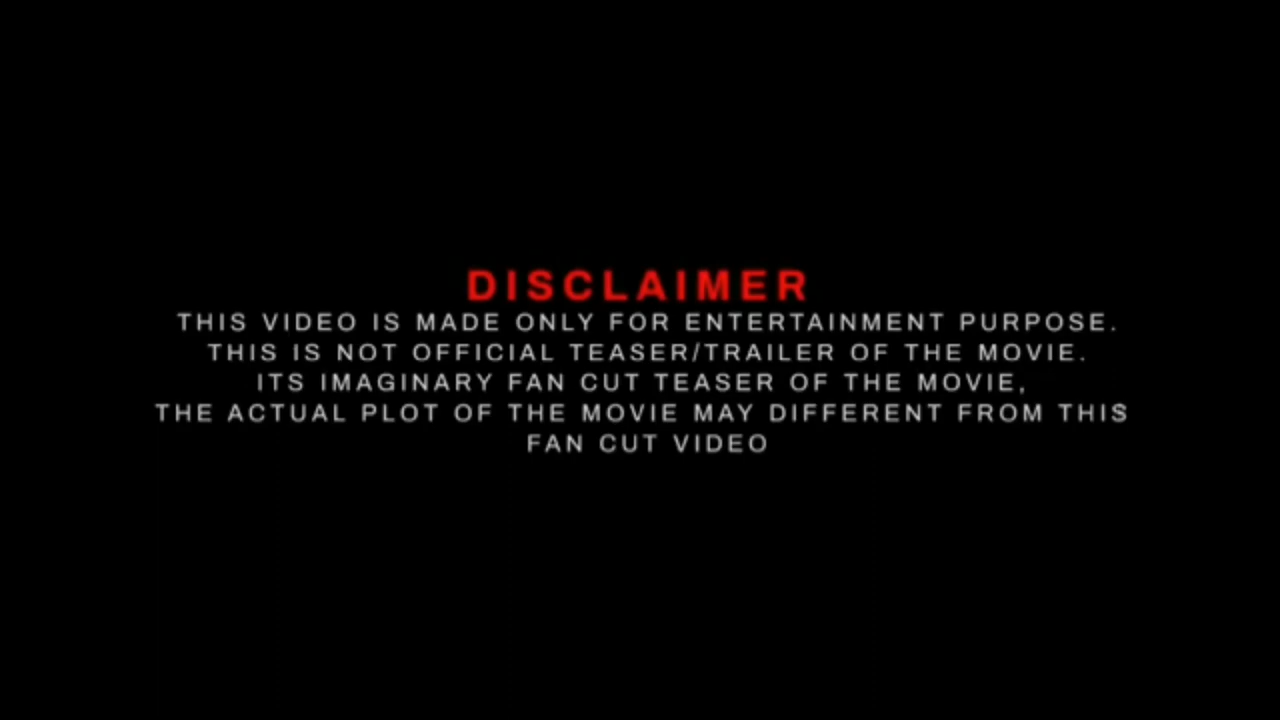 DISCLAIMER
THIS VIDEO IS MADE ONLY FOR ENTERTAINMENT PURPOSE.
THIS IS NOT OFFICIAL TEASER/TRAILER OF THE MOVIE.
ITS IMAGINARY FAN CUT TEASER OF THE MOVIE,
THE ACTUAL PLOT OF THE MOVIE MAY DIFFERENT FROM THIS
FAN CUT VIDEO